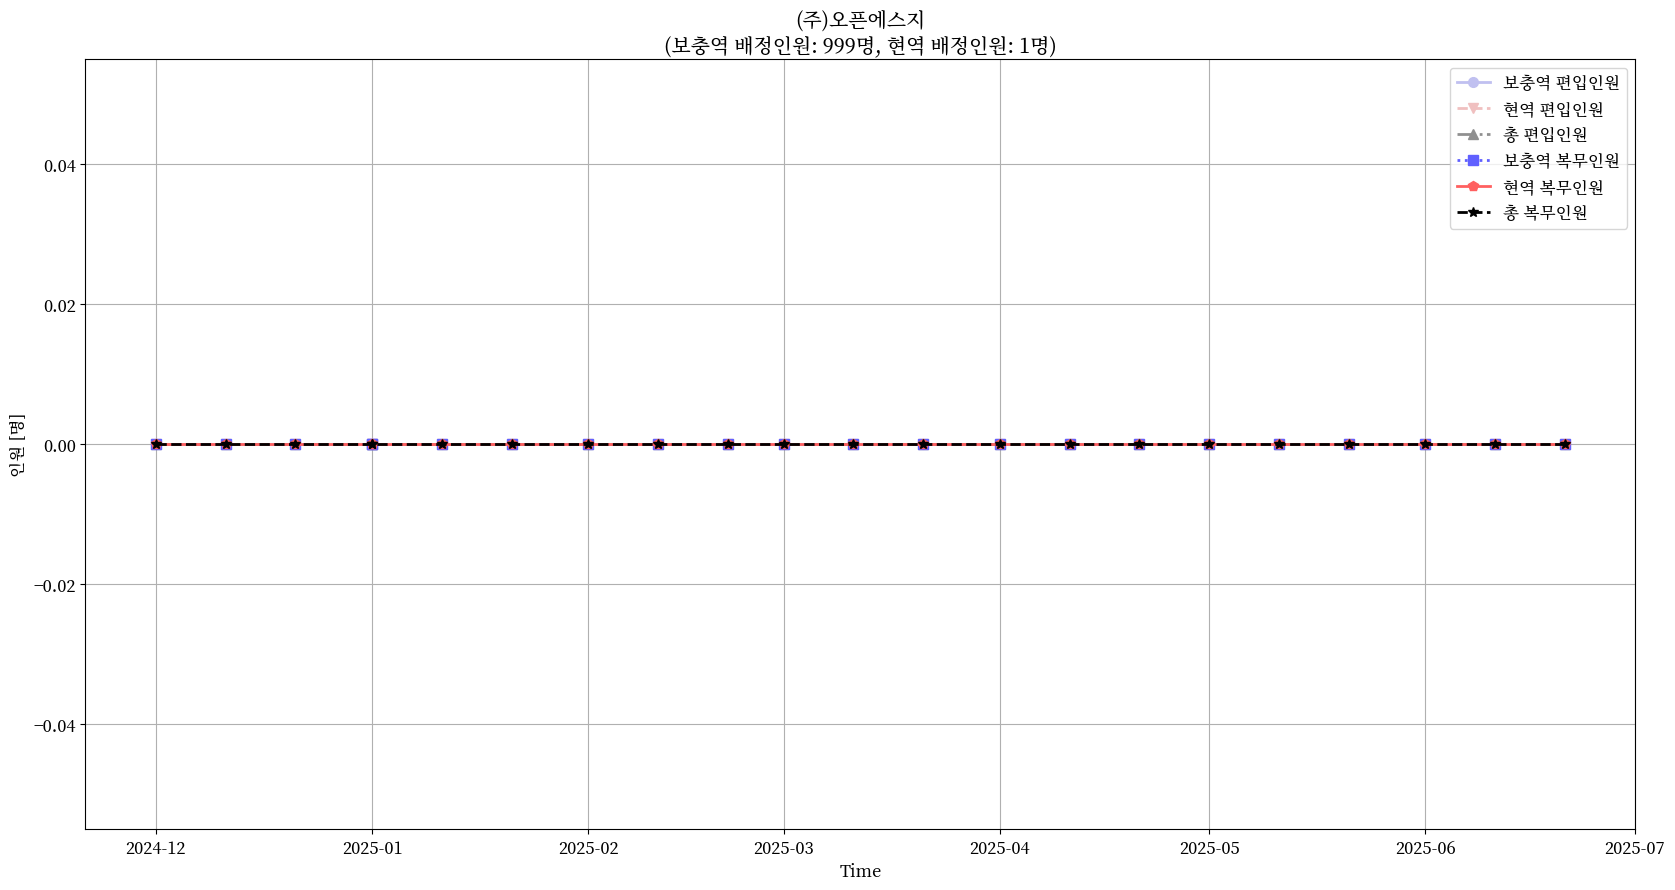 (주)오픈에스지
(보충역 배정인원: 999명, 현역 배정인원: 1명)
보충역 편입인원
현역 편입인원
총 편입인원
보충역 복무인원
현역 복무인원
총 복무인원
인원 [명]
0.04
0.02
0.00
−0.02
−0.04
2024-12
2025-01
2025-02
2025-03
2025-04
2025-05
2025-06
2025-07
Time